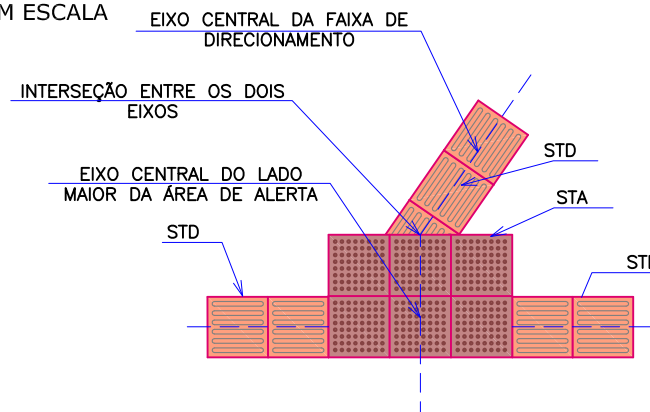 M ESCALA
EIXO CENTRAL DA FAIXA DE
DIRECIONAMENTO
INTERSEÇÃO ENTRE OS DOIS
EIXOS
STD
EIXO CENTRAL DO LADO
MAIOR DA ÁREA DE ALERTA
STA
STD